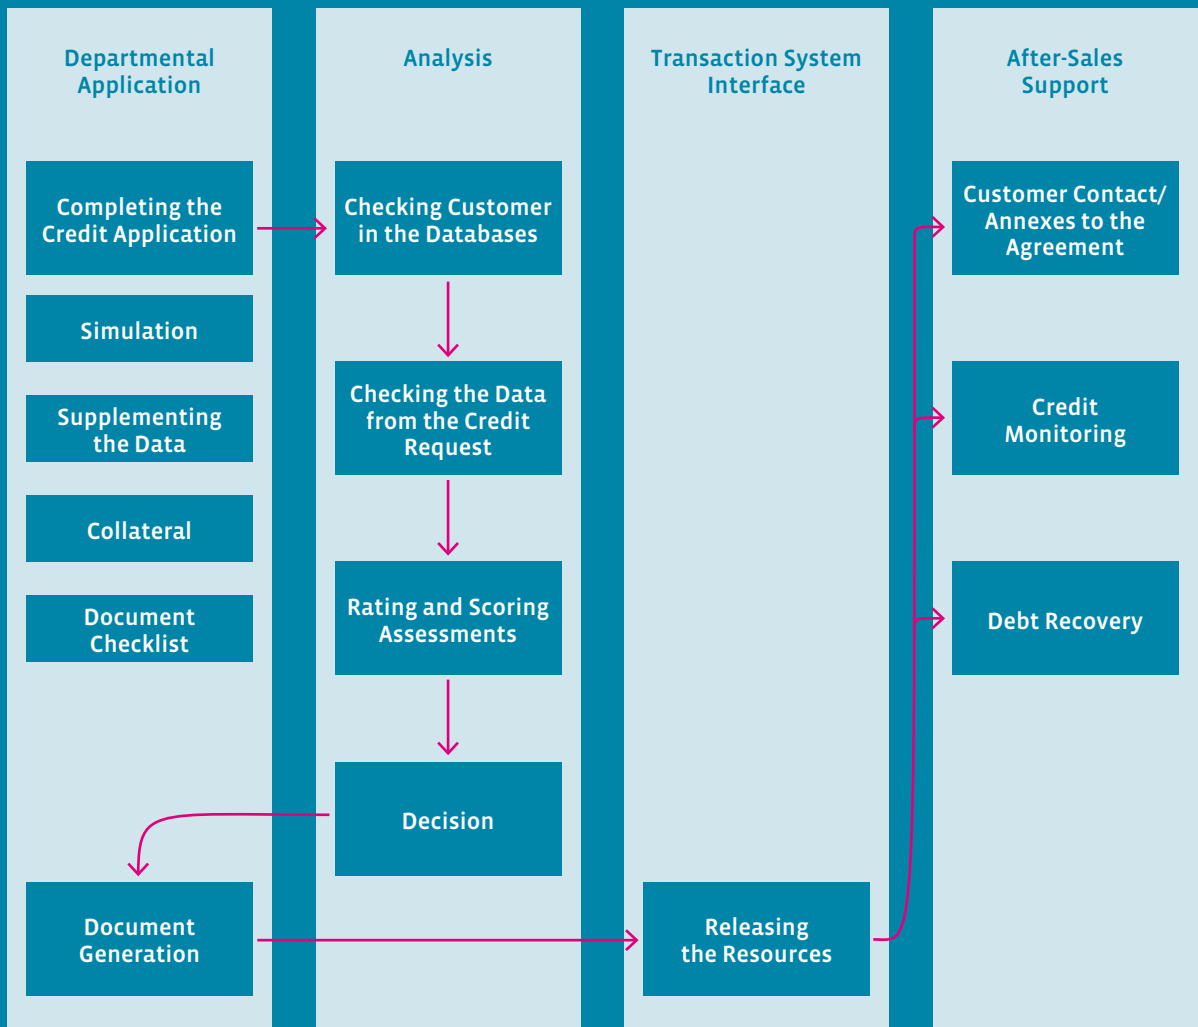 Departmental
Application
Analysis
Transaction System
Interface
After-Sales
Support
Completing the
Credit Application
Simulation
Supplementing
the Data
Collateral
Document
Checklist
Document
Generation
Checking Customer
in the Databases
Checking the Data
from the Credit
Request
Rating and Scoring
Assessments
Decision
Releasing
the Resources
Customer Contact/
Annexes to the
Agreement
Credit
Monitoring
Debt Recovery